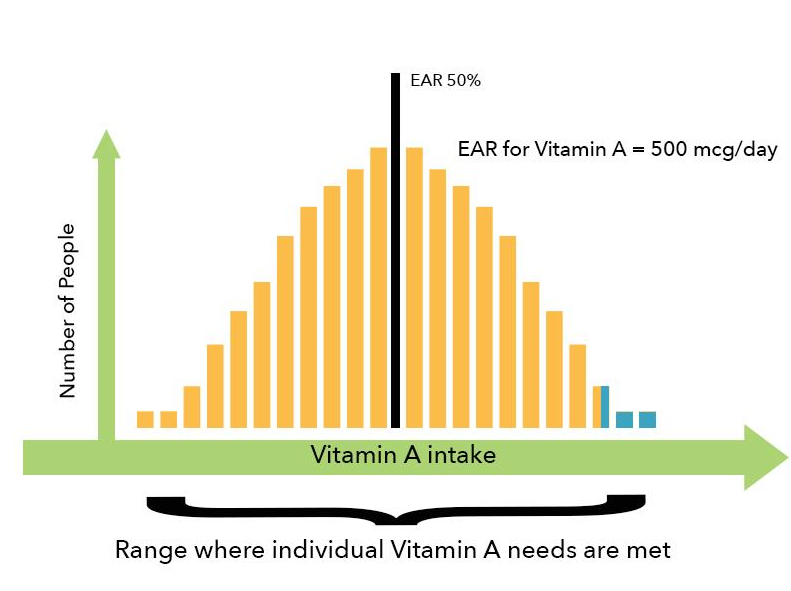 EAR 50%
EAR for Vitamin A = 500 mcg/day
Number of People
Vitamin A intake
Range where individual Vitamin A needs are met